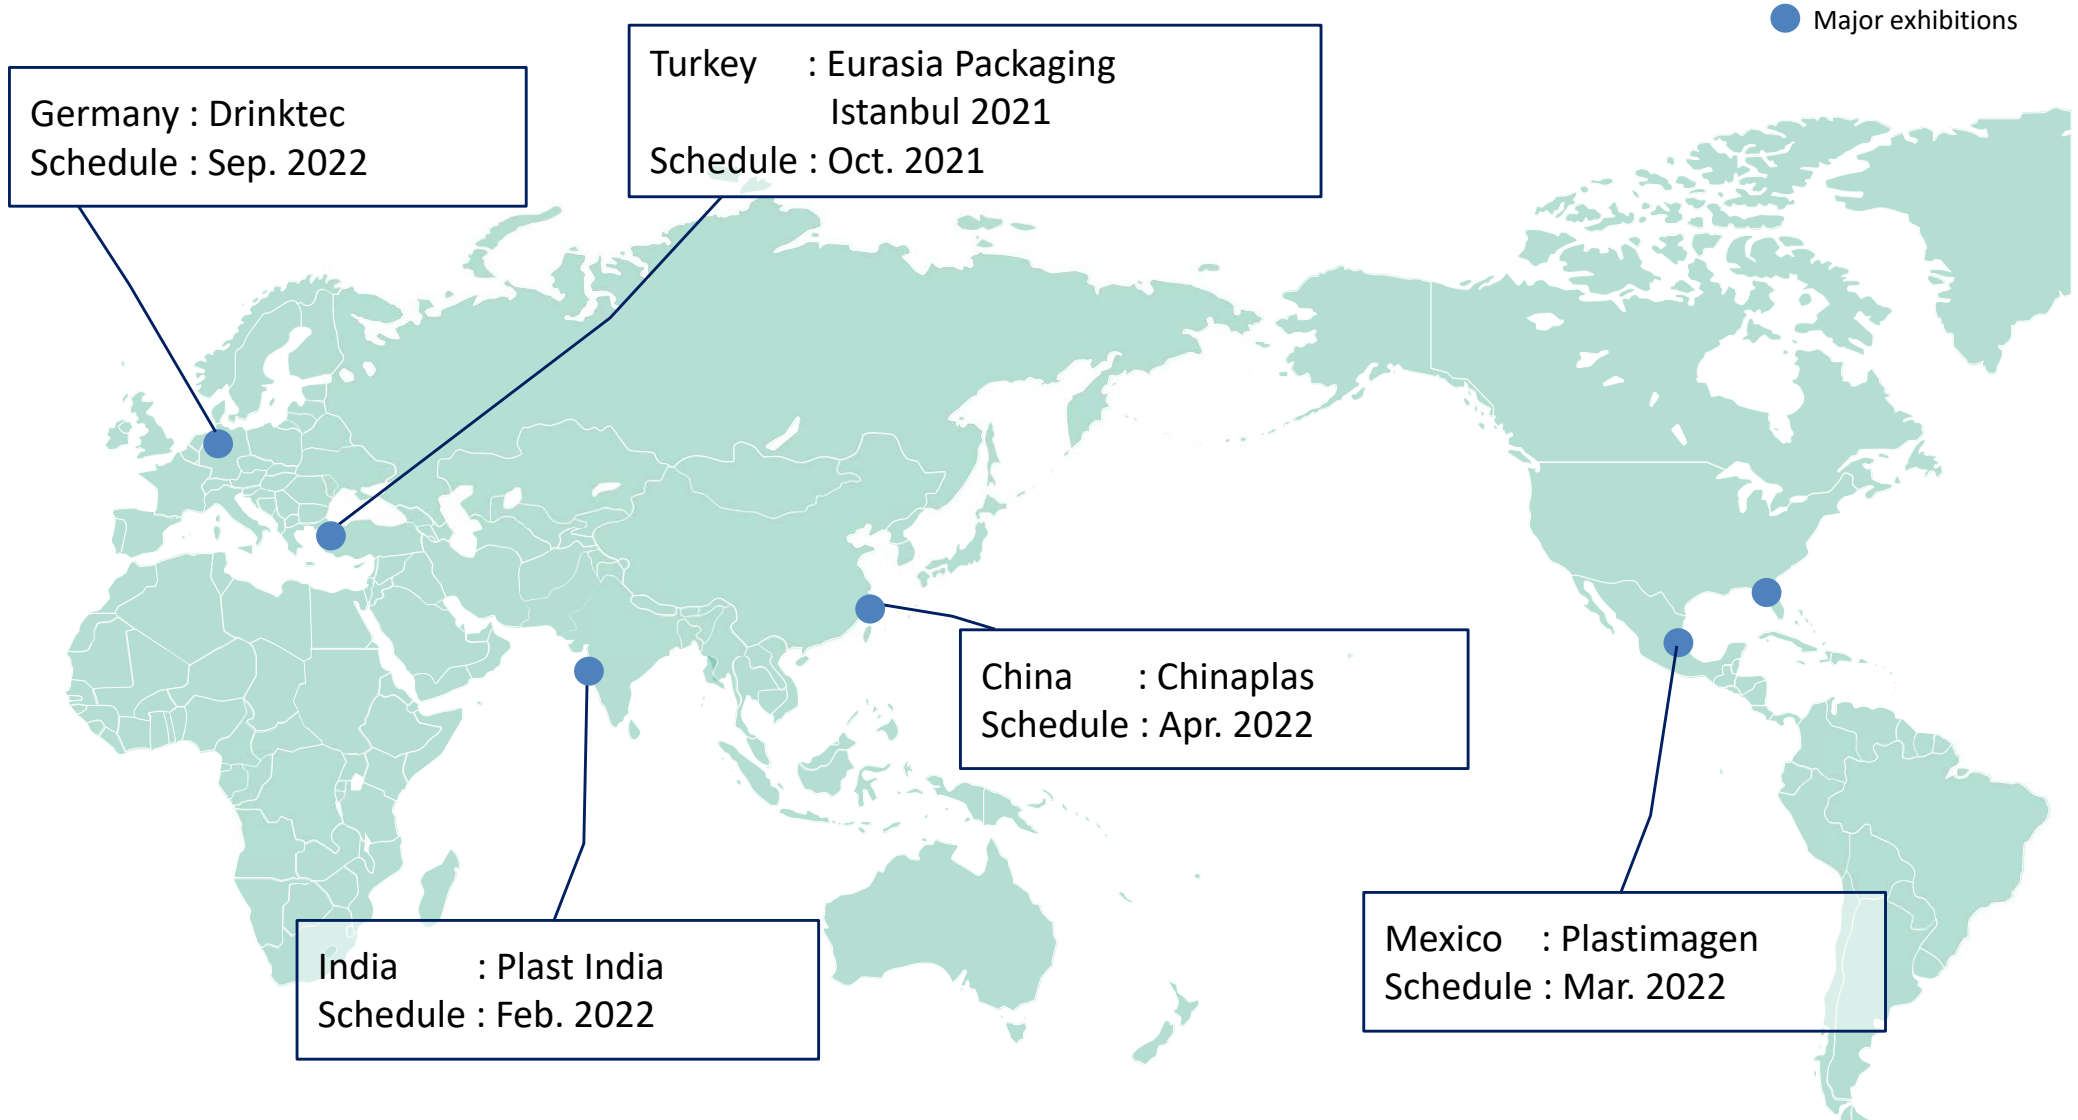 Major exhibitions
Germany : Drinktec
Schedule : Sep. 2022
Turkey : Eurasia Packaging
Istanbul 2021
Schedule : Oct. 2021
China : Chinaplas
Schedule : Apr. 2022
India : Plast India
Schedule : Feb. 2022
Mexico : Plastimagen
Schedule : Mar. 2022